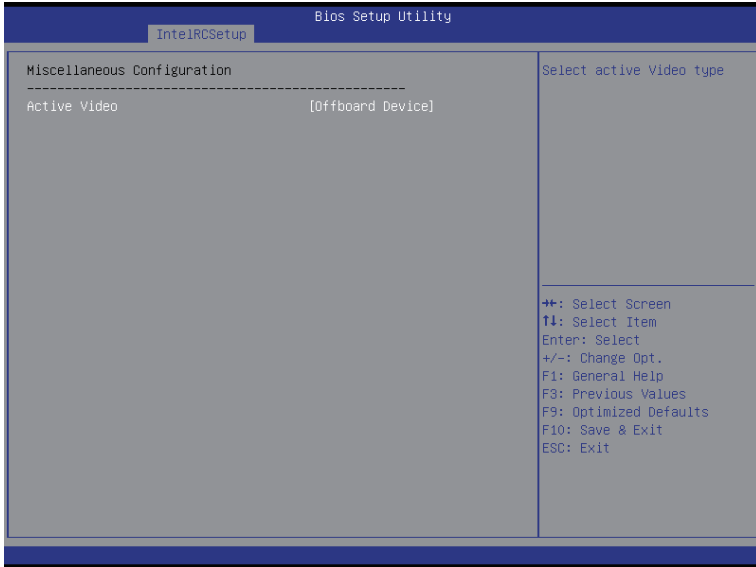 Bios Setup Utility
IntelRCSetup
Miscellaneous Configuration
--------------------------------------------------
Active Video [Offboard Device]
Select active Video type
→←: Select Screen
↑↓: Select Item
Enter: Select
+/-: Change Opt.
F1: General Help
F3: Previous Values
F9: Optimized Defaults
F10: Save & Exit
ESC: Exit